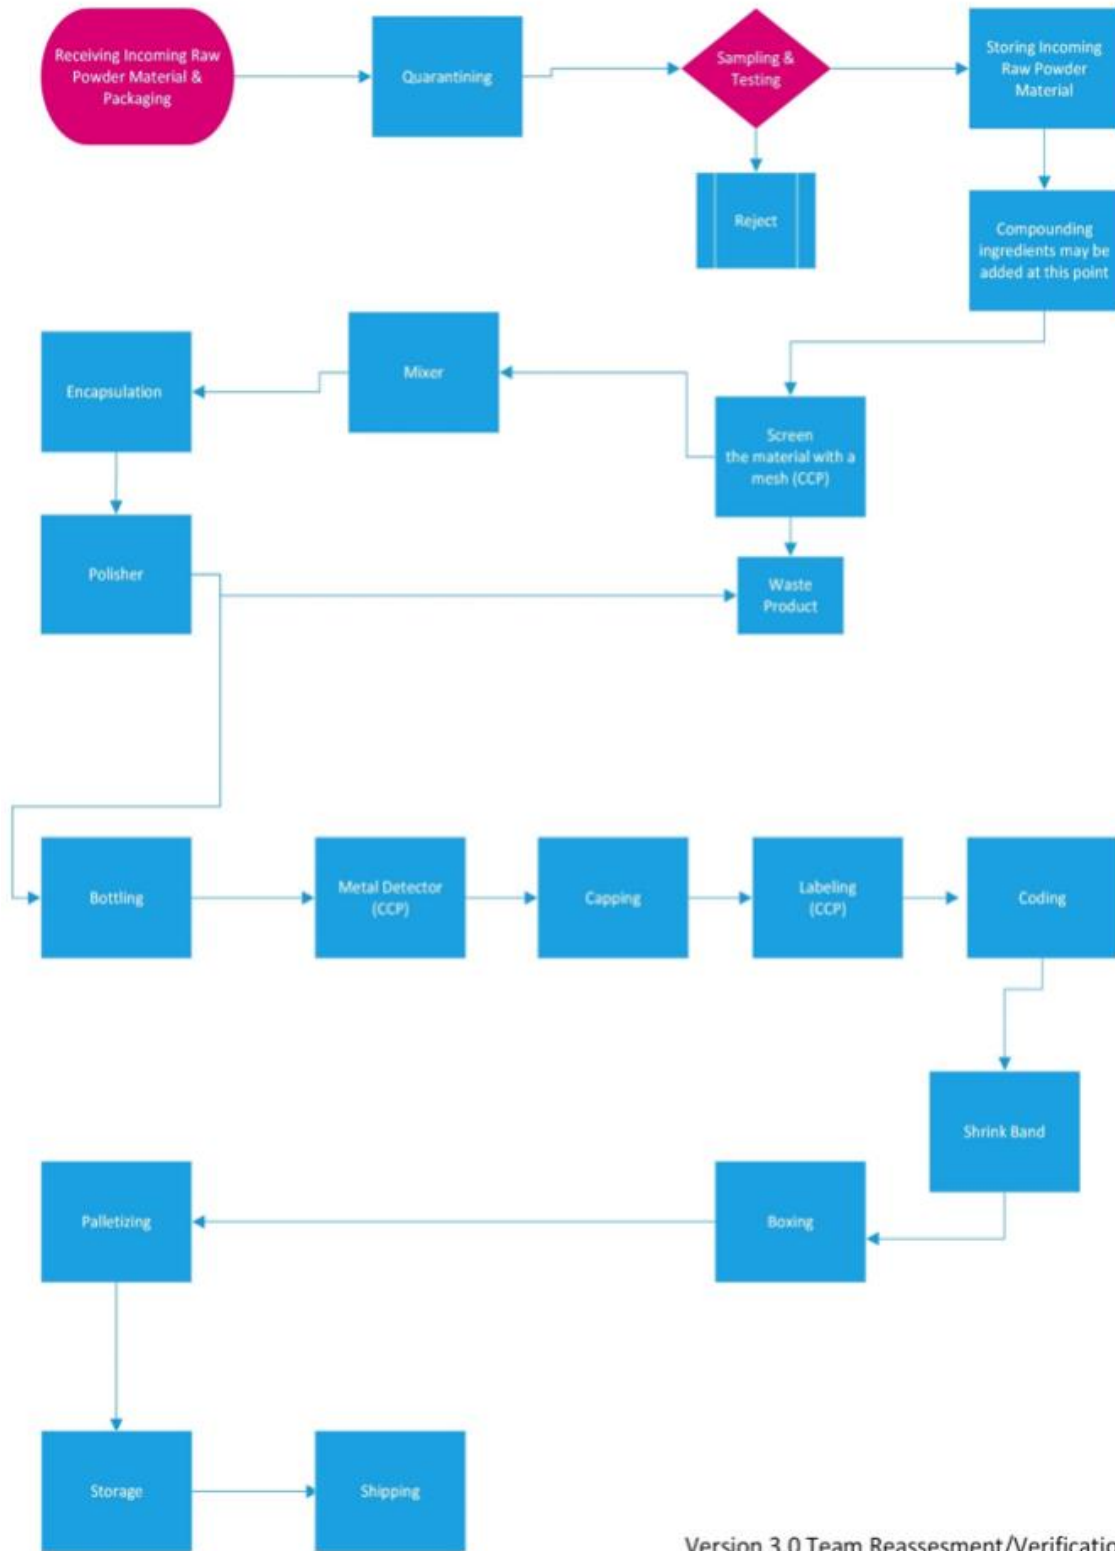 Receiving Incoming Raw
Powder Material &
Packaging
Quarantining
Sampling &
Testing
Storing Incoming
Raw Powder
Material
Reject
Compounding
ingredients may be
added at this point
Screen
the material with a
mesh (CCP)
Mixer
Encapsulation
Polisher
Waste
Product
Bottling
Metal Detector
(CCP)
Capping
Labeling
(CCP)
Coding
Shrink Band
Boxing
Palletizing
Storage
Shipping
Version 3.0 Team Reassesment/Verificatio